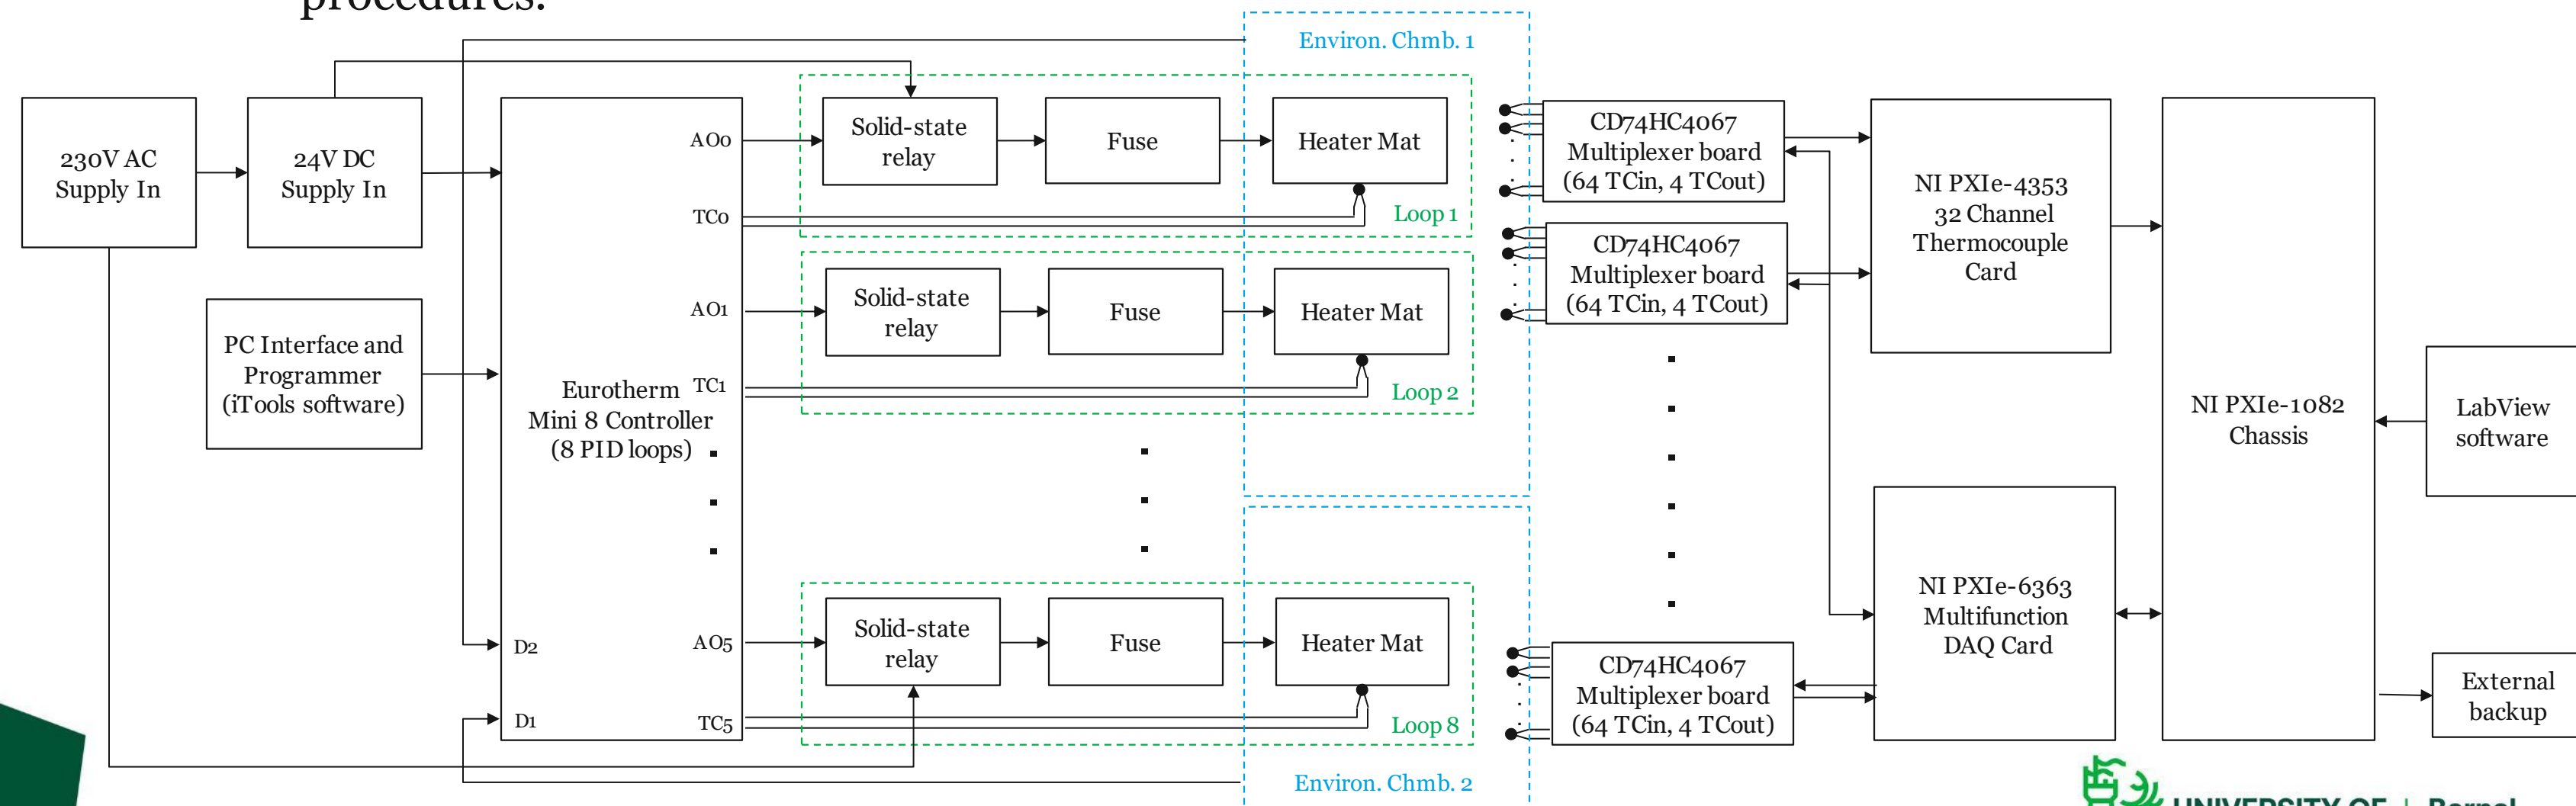 procedures.
Environ. Chmb. 1
230V AC
Supply In
24V DC
Supply In
PC Interface and
Programmer
(iTools software)
Eurotherm
Mini 8 Controller
(8 PID loops)
AO0
TC0
AO1
TC1
AO5
TC5
D2
D1
Solid-state
relay
Fuse
Heater Mat
Loop 1
Solid-state
relay
Fuse
Heater Mat
Loop 2
Solid-state
relay
Fuse
Heater Mat
Loop 8
Environ. Chmb. 2
CD74HC4067
Multiplexer board
(64 TCin, 4 TCout)
CD74HC4067
Multiplexer board
(64 TCin, 4 TCout)
CD74HC4067
Multiplexer board
(64 TCin, 4 TCout)
NI PXIe-4353
32 Channel
Thermocouple
Card
NI PXIe-6363
Multifunction
DAQ Card
NI PXIe-1082
Chassis
LabView
software
External
backup
UNIVERSITY OF Bernal